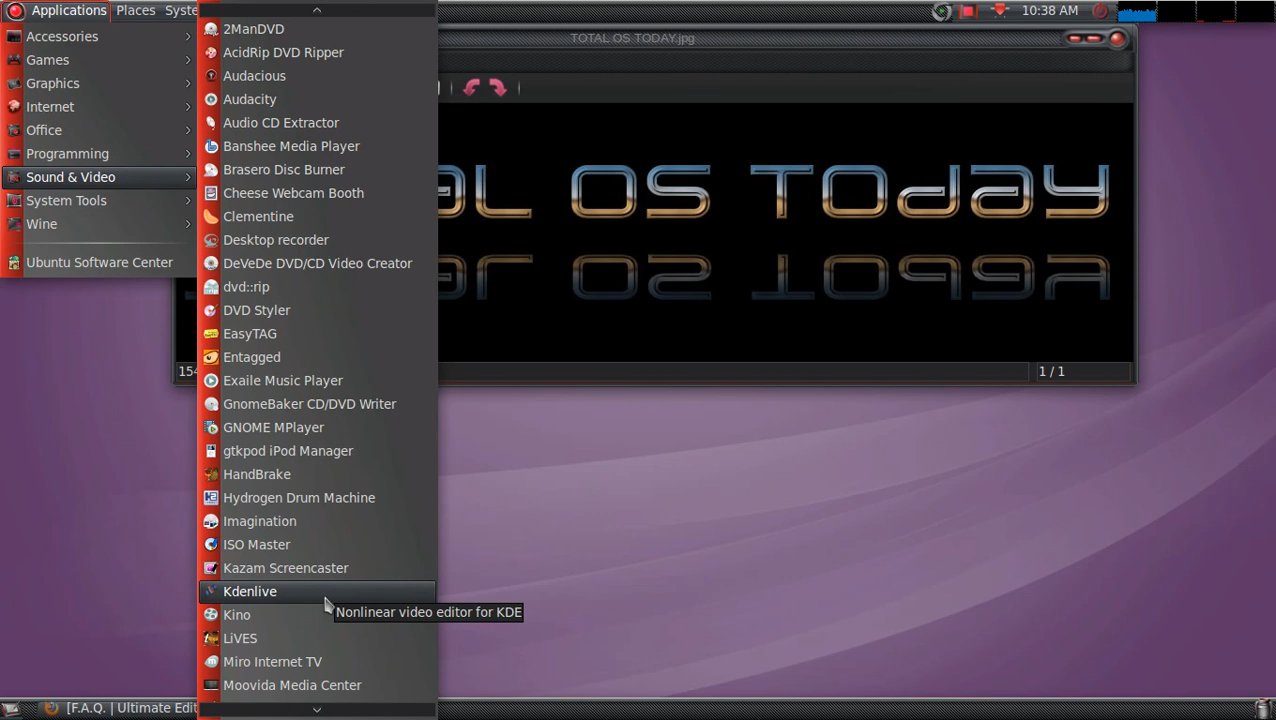 Applications Places Syste
10:38 AM
Accessories
Games
Graphics
Internet
Office
Programming
Sound & Video
System Tools
Wine
Ubuntu Software Center
2ManDVD
AcidRip DVD Ripper
Audacious
Audacity
Audio CD Extractor
Banshee Media Player
Brasero Disc Burner
Cheese Webcam Booth
Clementine
Desktop recorder
DeVeDe DVD/CD Video Creator
dvd::rip
DVD Styler
EasyTAG
Entagged
Exaile Music Player
GnomeBaker CD/DVD Writer
GNOME MPlayer
gtkpod iPod Manager
HandBrake
Hydrogen Drum Machine
Imagination
ISO Master
Kazam Screencaster
Kdenlive
Nonlinear video editor for KDE
Kino
LiVES
Miro Internet TV
Moovida Media Center
TOTAL OS TODAY.jpg
AL OS TODAY
154
1 / 1
[F.A.Q. | Ultimate Edit